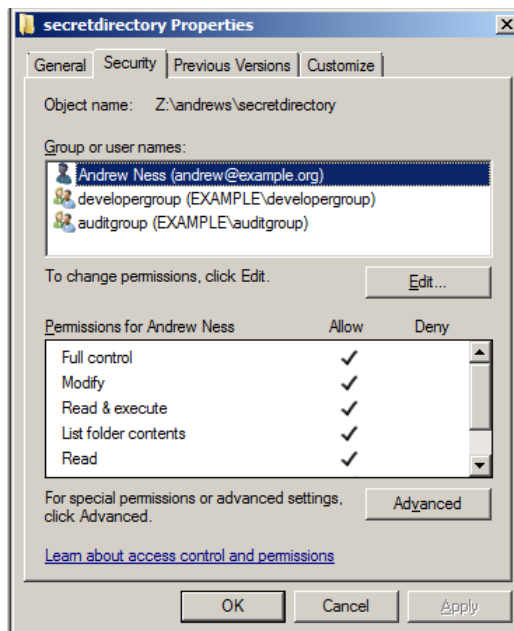 secretdirectory Properties
General Security Previous Versions Customize
Object name: Z:\andrews\secretdirectory
Group or user names:
Andrew Ness (andrew@example.org)
developergroup (EXAMPLE\developergroup)
auditgroup (EXAMPLE\auditgroup)
To change permissions, click Edit.
Edit...
Permissions for Andrew Ness Allow Deny
Full control
Modify
Read & execute
List folder contents
Read
For special permissions or advanced settings,
click Advanced.
Advanced
Learn about access control and permissions
OK Cancel Apply